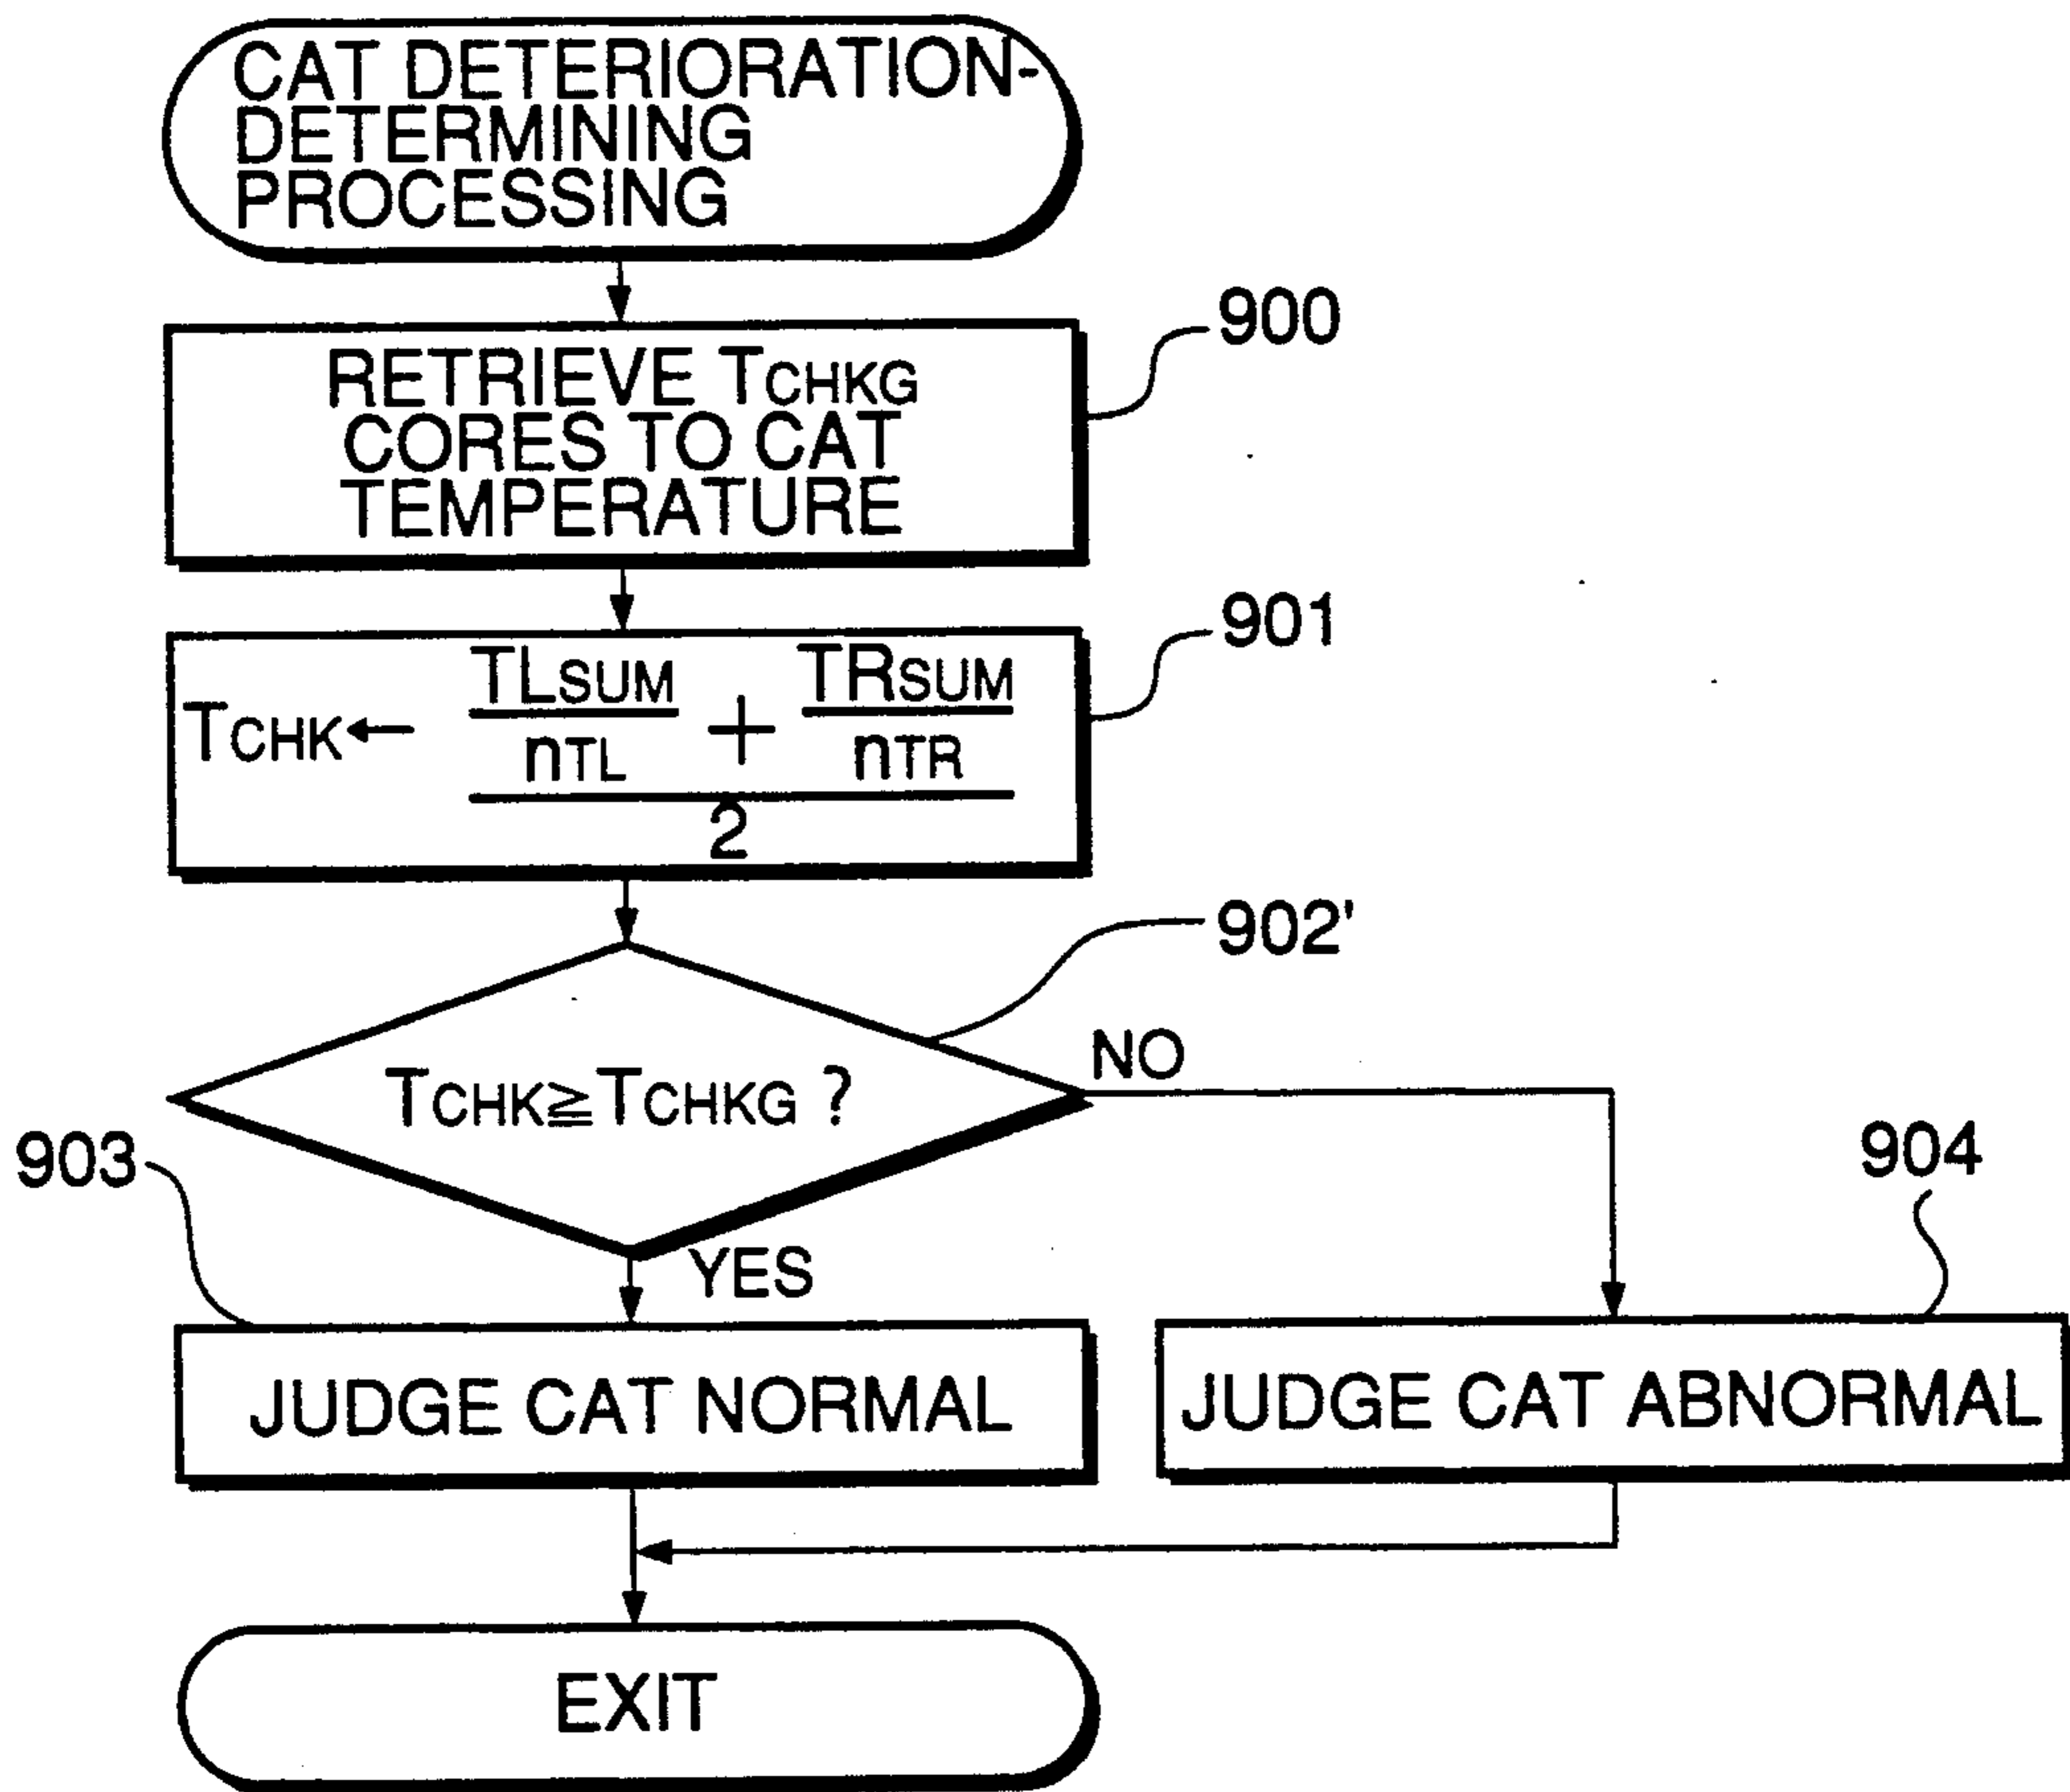 CAT DETERIORATION-
DETERMINING
PROCESSING
900
RETRIEVE TCHKG
CORES TO CAT
TEMPERATURE
901
TCHK← TLSUM/nTL + TRSUM/nTR
2
902'
TCHK≧TCHKG ?
NO
YES
903
904
JUDGE CAT NORMAL
JUDGE CAT ABNORMAL
EXIT